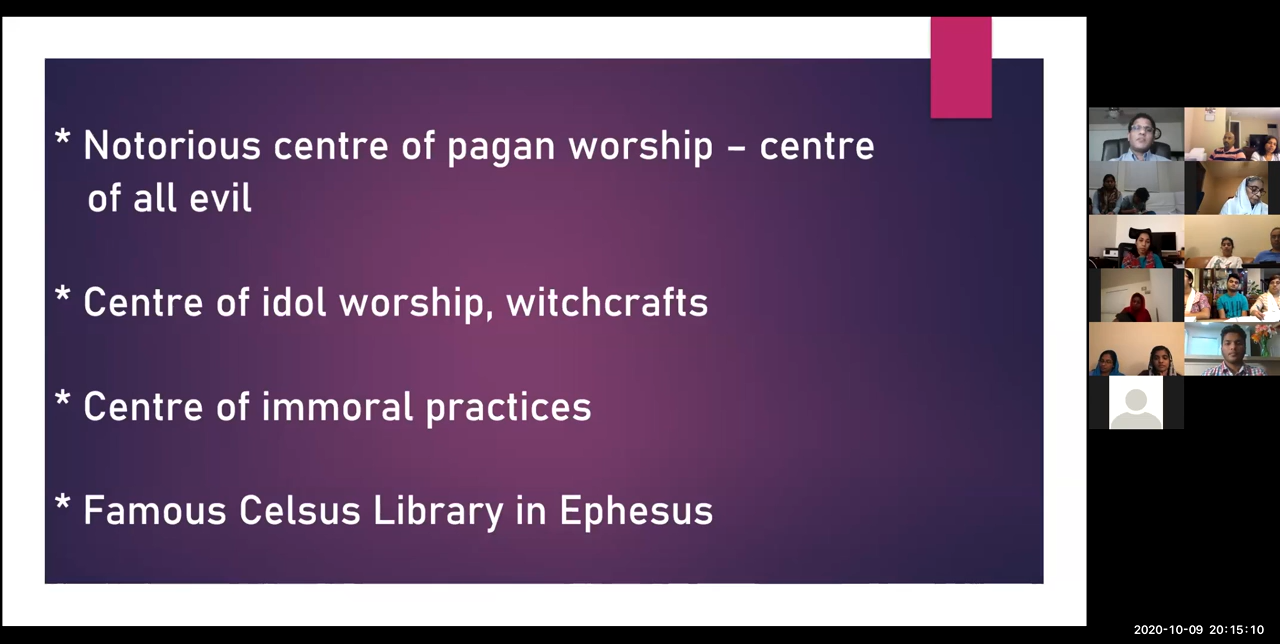 * Notorious centre of pagan worship – centre
of all evil
* Centre of idol worship, witchcrafts
* Centre of immoral practices
* Famous Celsus Library in Ephesus
2020-10-09 20:15:10